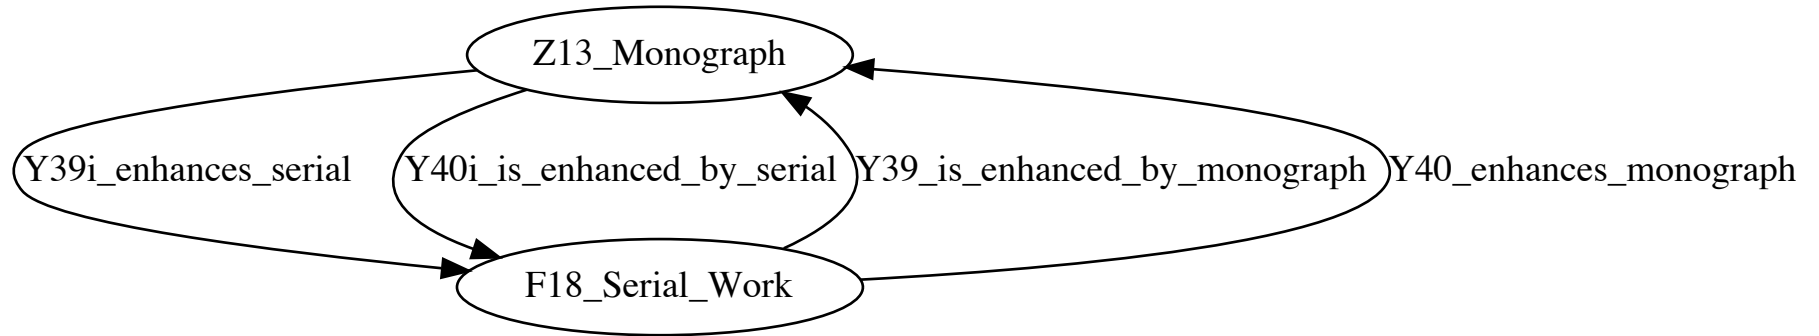 Z13_Monograph
Y39i_enhances_serial
Y40i_is_enhanced_by_serial
Y39_is_enhanced_by_monograph
Y40_enhances_monograph
F18_Serial_Work